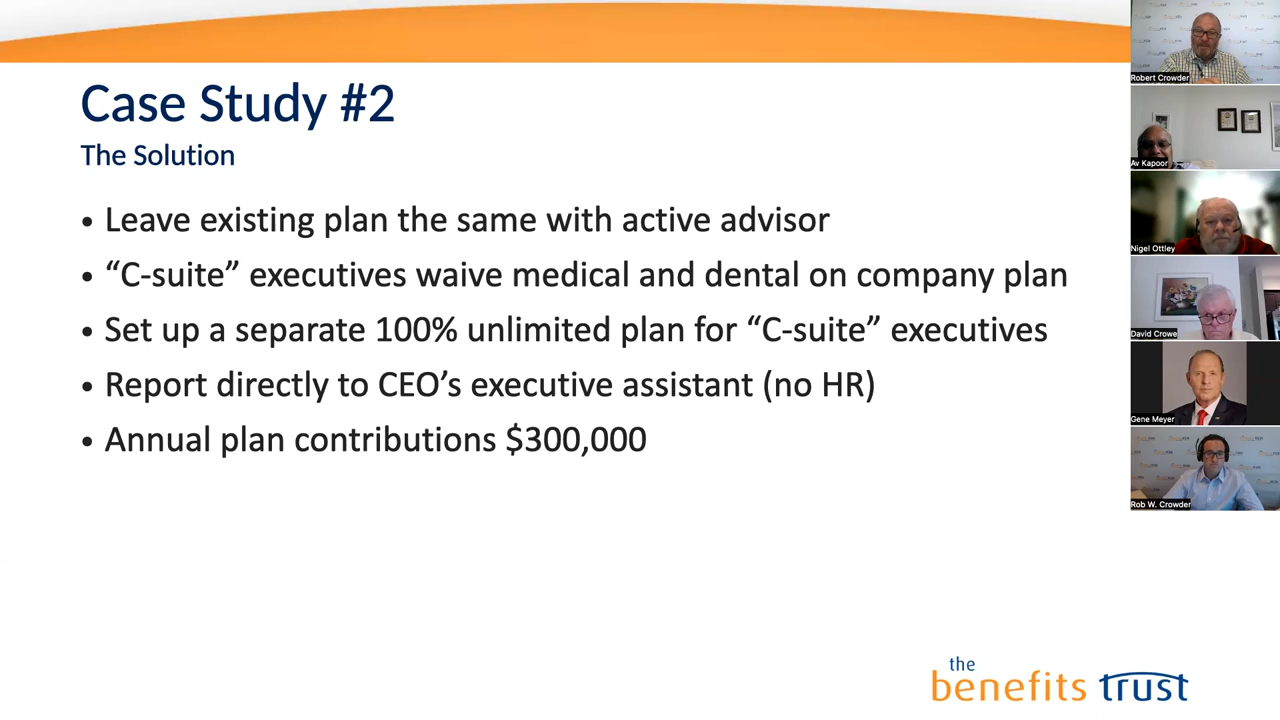 Case Study #2
The Solution
• Leave existing plan the same with active advisor
• “C-suite” executives waive medical and dental on company plan
• Set up a separate 100% unlimited plan for “C-suite” executives
• Report directly to CEO’s executive assistant (no HR)
• Annual plan contributions $300,000
the
benefits trust
Robert Crowder
Av Kapoor
Nigel Ottley
David Crowe
Gene Meyer
Rob W. Crowder